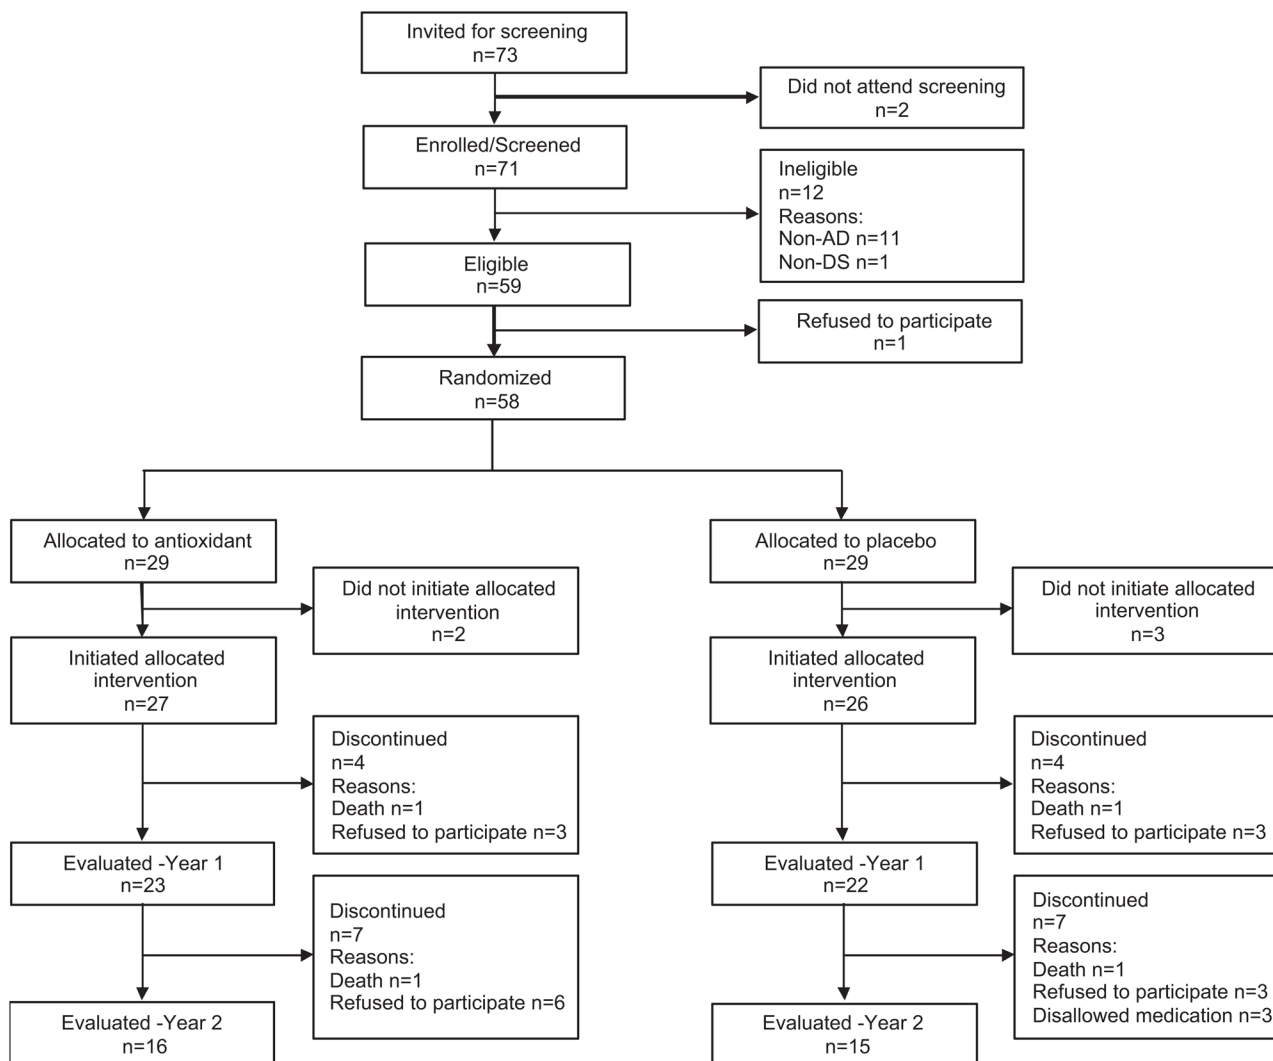 Invited for screening
n=73
Did not attend screening
n=2
Enrolled/Screened
n=71
Ineligible
n=12
Reasons:
Non-AD n=11
Non-DS n=1
Eligible
n=59
Refused to participate
n=1
Randomized
n=58
Allocated to antioxidant
n=29
Did not initiate allocated
intervention
n=2
Initiated allocated
intervention
n=27
Discontinued
n=4
Reasons:
Death n=1
Refused to participate n=3
Evaluated -Year 1
n=23
Discontinued
n=7
Reasons:
Death n=1
Refused to participate n=6
Evaluated -Year 2
n=16
Allocated to placebo
n=29
Did not initiate allocated
intervention
n=3
Initiated allocated
intervention
n=26
Discontinued
n=4
Reasons:
Death n=1
Refused to participate n=3
Evaluated -Year 1
n=22
Discontinued
n=7
Reasons:
Death n=1
Refused to participate n=3
Disallowed medication n=3
Evaluated -Year 2
n=15